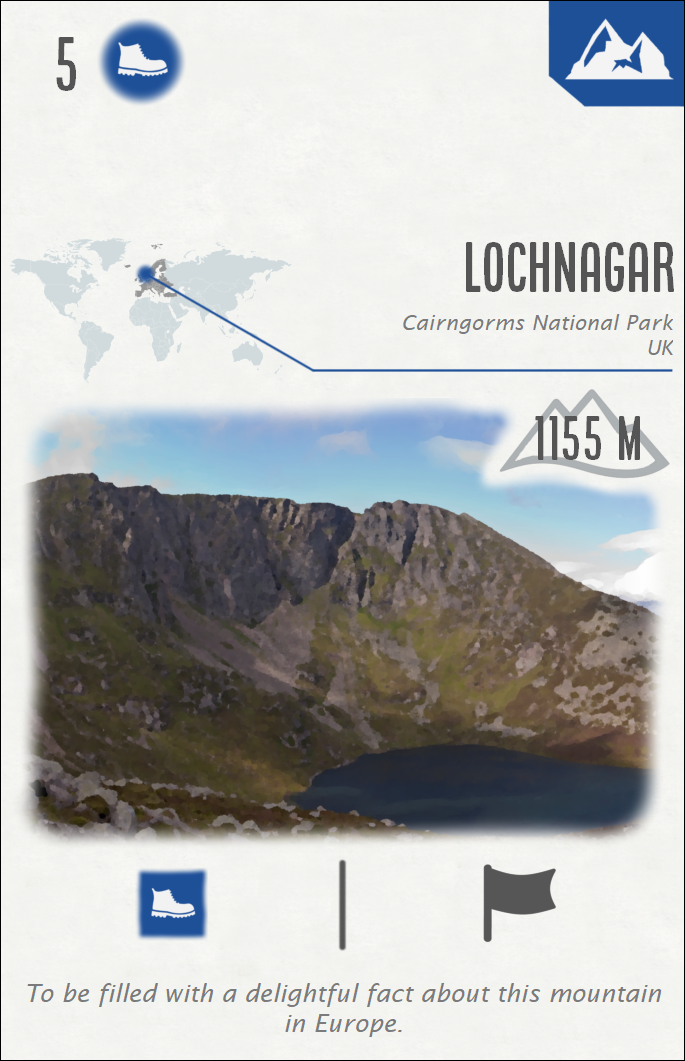 5
LOCHNAGAR
Cairngorms National Park
UK
1155 M
To be filled with a delightful fact about this mountain
in Europe.